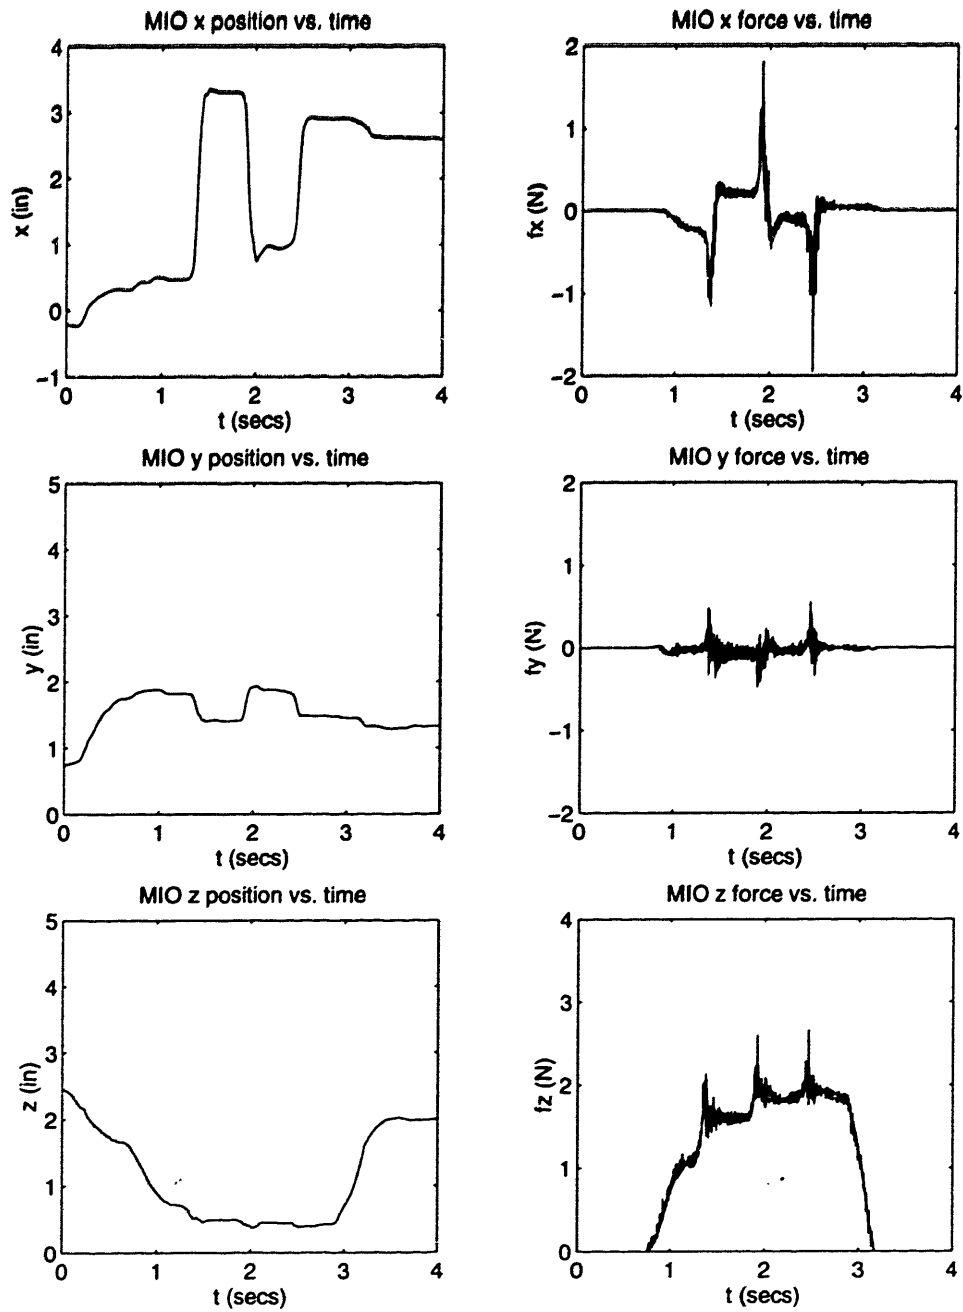 MIO x position vs. time
4
3
2
1
0
−1
x (in)
0 1 2 3 4
t (secs)
MIO x force vs. time
2
1
0
−1
−2
fx (N)
0 1 2 3 4
t (secs)
MIO y position vs. time
5
4
3
2
1
0
y (in)
0 1 2 3 4
t (secs)
MIO y force vs. time
2
1
0
−1
−2
fy (N)
0 1 2 3 4
t (secs)
MIO z position vs. time
5
4
3
2
1
0
z (in)
0 1 2 3 4
t (secs)
MIO z force vs. time
4
3
2
1
0
fz (N)
0 1 2 3 4
t (secs)